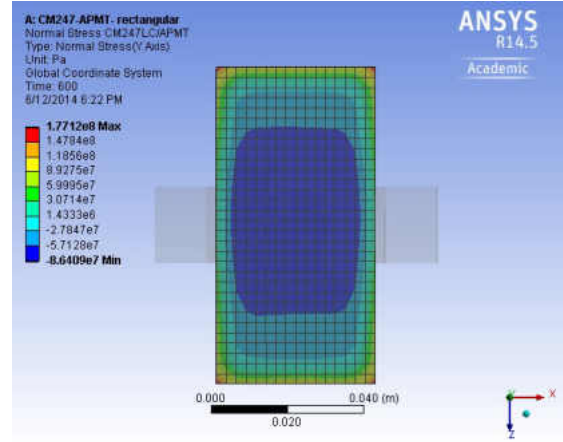 A: CM247-APMT- rectangular
Normal Stress CM247LC/APMT
Type: Normal Stress(Y Axis)
Unit: Pa
Global Coordinate System
Time: 600
6/12/2014 6:22 PM
1.7712e8 Max
1.4784e8
1.1856e8
8.9275e7
5.9995e7
3.0714e7
1.4333e6
-2.7847e7
-5.7128e7
-8.6409e7 Min
ANSYS
R14.5
Academic
0.000
0.040 (m)
0.020
X
Z